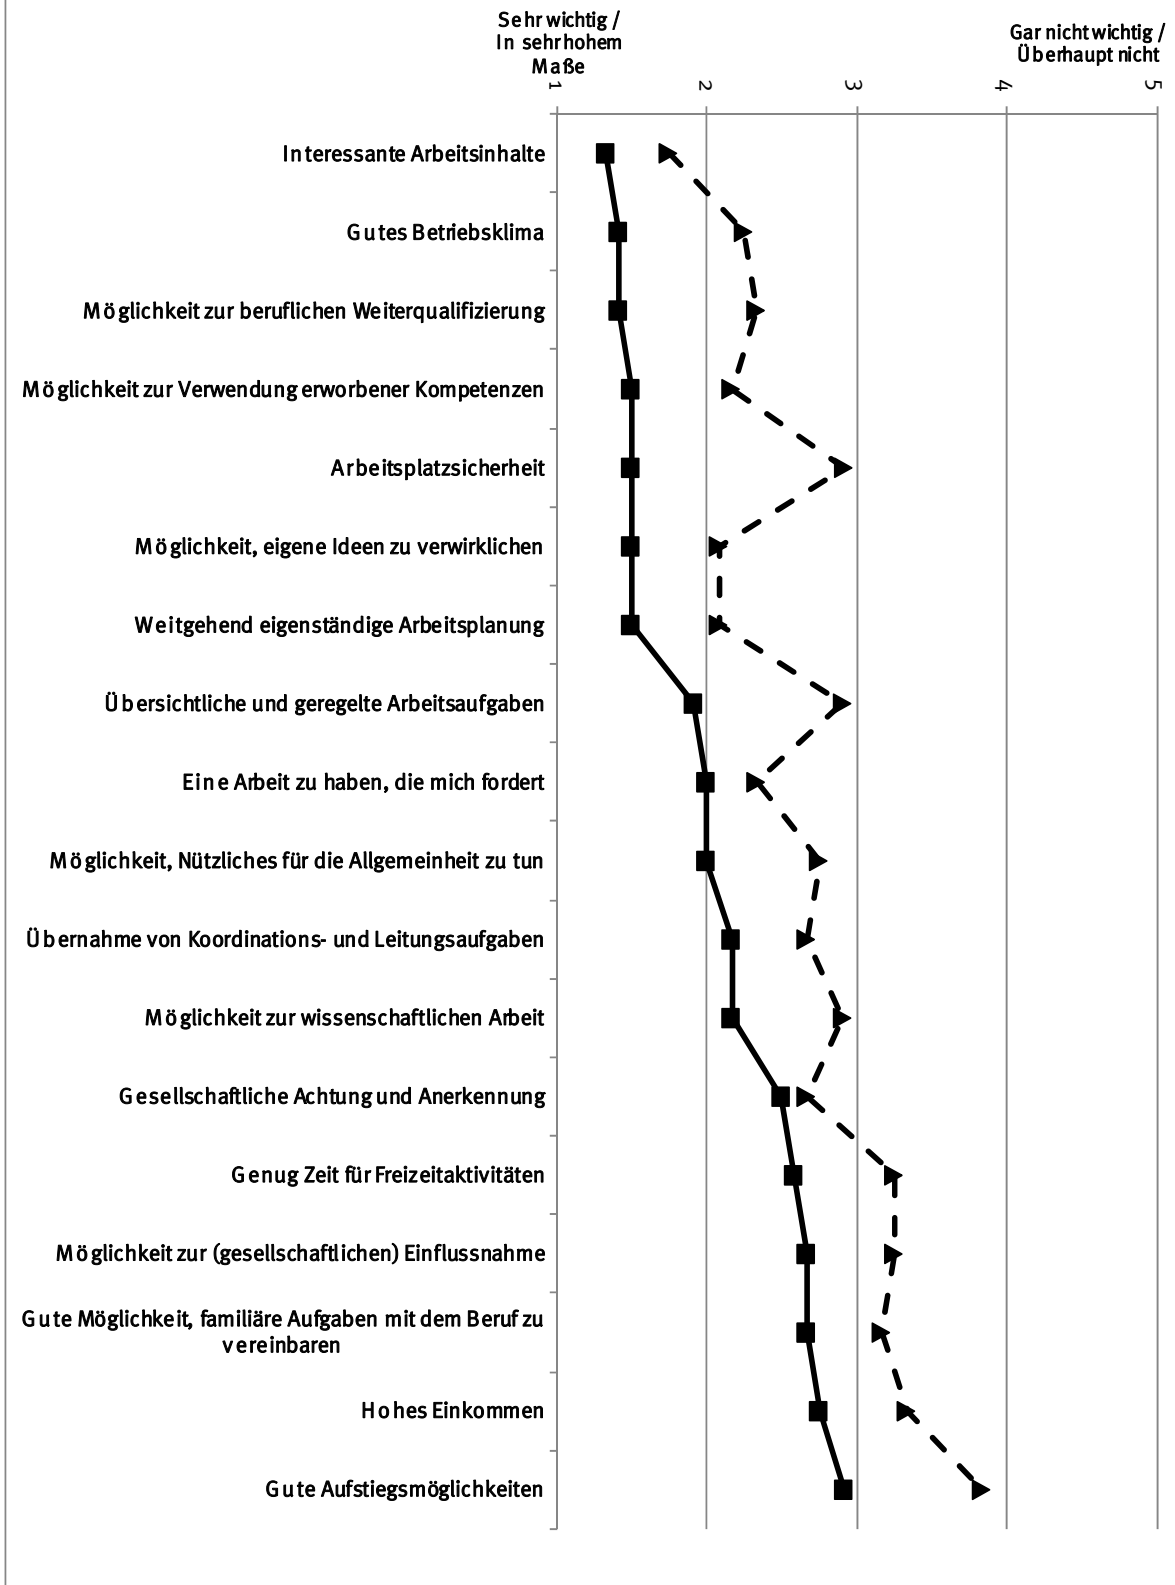 Sehr wichtig /
In sehr hohem
Maße
Gar nicht wichtig /
Überhaupt nicht
1
2
3
4
5
Interessante Arbeitsinhalte
Gutes Betriebsklima
Möglichkeit zur beruflichen Weiterqualifizierung
Möglichkeit zur Verwendung erworbener Kompetenzen
Arbeitsplatzsicherheit
Möglichkeit, eigene Ideen zu verwirklichen
Weitgehend eigenständige Arbeitsplanung
Übersichtliche und geregelte Arbeitsaufgaben
Eine Arbeit zu haben, die mich fordert
Möglichkeit, Nützliches für die Allgemeinheit zu tun
Übernahme von Koordinations- und Leitungsaufgaben
Möglichkeit zur wissenschaftlichen Arbeit
Gesellschaftliche Achtung und Anerkennung
Genug Zeit für Freizeitaktivitäten
Möglichkeit zur (gesellschaftlichen) Einflussnahme
Gute Möglichkeit, familiäre Aufgaben mit dem Beruf zu
vereinbaren
Hohes Einkommen
Gute Aufstiegsmöglichkeiten